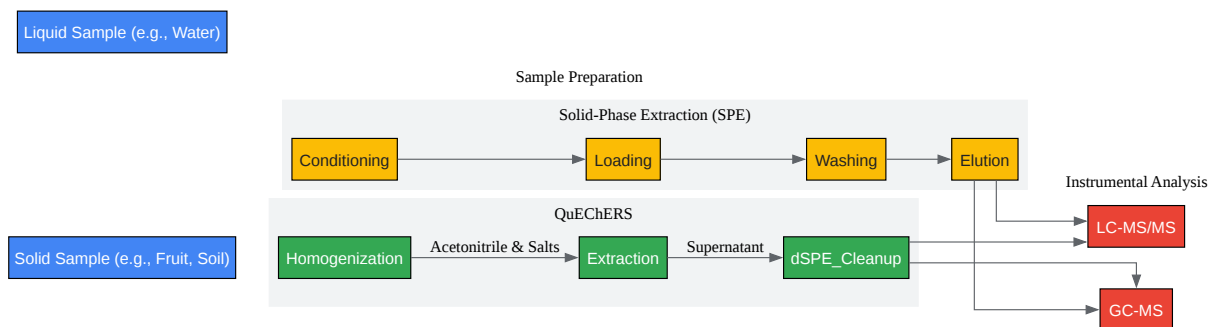 Liquid Sample (e.g., Water)
Sample Preparation
Solid-Phase Extraction (SPE)
Conditioning
Loading
Washing
Elution
Instrumental Analysis
QuEChERS
LC-MS/MS
Solid Sample (e.g., Fruit, Soil)
Homogenization
Acetonitrile & Salts
Extraction
Supernatant
dSPE_Cleanup
GC-MS